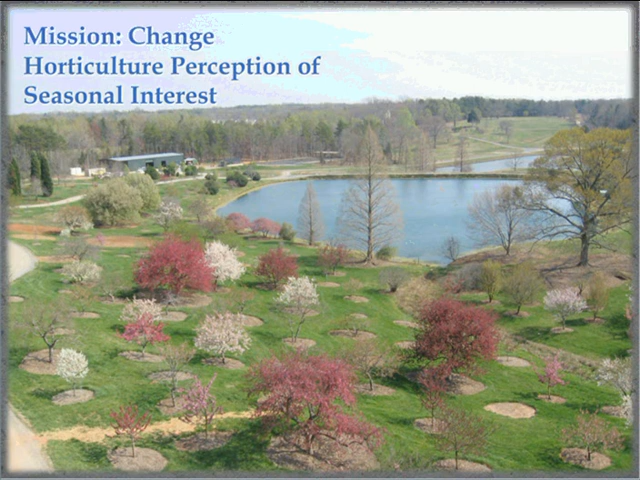 Mission: Change
Horticulture Perception of
Seasonal Interest